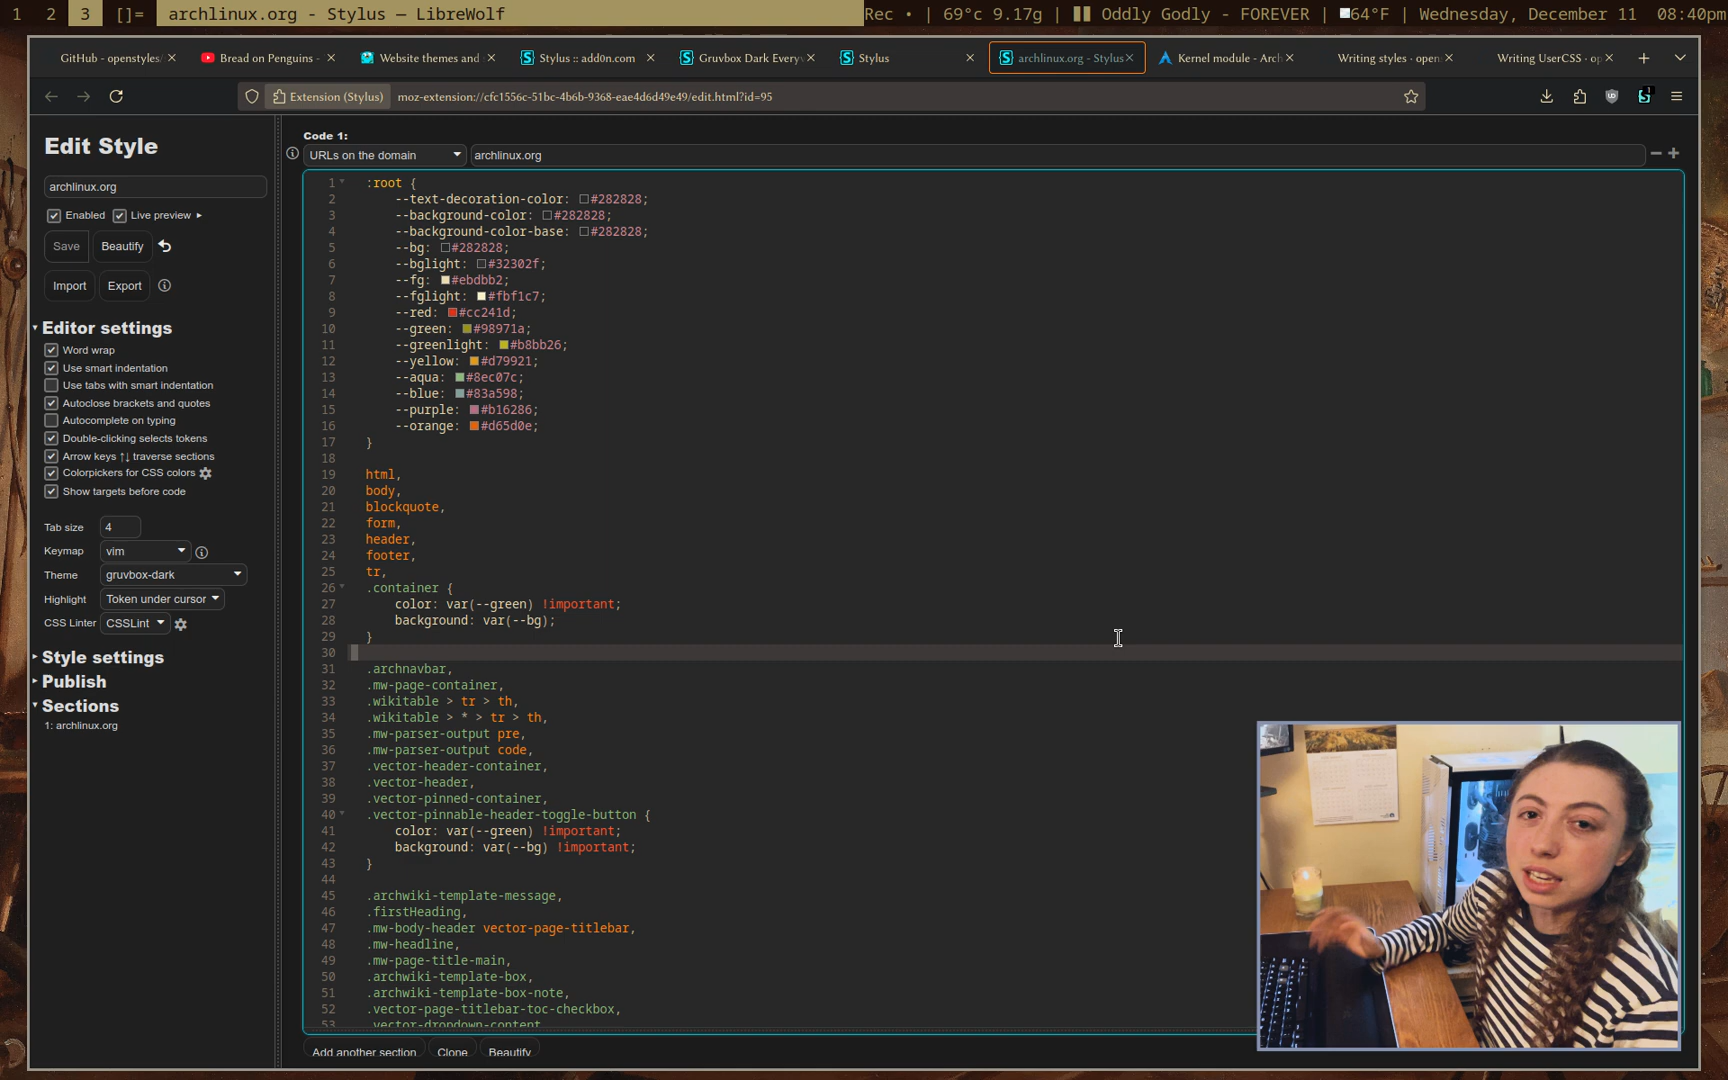 1 2 3 []= archlinux.org - Stylus — LibreWolf Rec • | 69°c 9.17g | Oddly Godly - FOREVER | 64°F | Wednesday, December 11 08:40pm
GitHub - openstyles/ Bread on Penguins - Website themes and Stylus :: add0n.com Gruvbox Dark Every Stylus archlinux.org - Stylus Kernel module - Arch Writing styles · open Writing UserCSS · op
Extension (Stylus) moz-extension://cfc1556c-51bc-4b6b-9368-eae4d6d49e49/edit.html?id=95
Edit Style
archlinux.org
Enabled Live preview
Save Beautify
Import Export
Editor settings
Word wrap
Use smart indentation
Use tabs with smart indentation
Autoclose brackets and quotes
Autocomplete on typing
Double-clicking selects tokens
Arrow keys ↑↓ traverse sections
Colorpickers for CSS colors
Show targets before code
Tab size 4
Keymap vim
Theme gruvbox-dark
Highlight Token under cursor
CSS Linter CSSLint
Style settings
Publish
Sections
1: archlinux.org
Code 1:
URLs on the domain archlinux.org
1 :root {
2 --text-decoration-color: #282828;
3 --background-color: #282828;
4 --background-color-base: #282828;
5 --bg: #282828;
6 --bglight: #32302f;
7 --fg: #ebdbb2;
8 --fglight: #fbf1c7;
9 --red: #cc241d;
10 --green: #98971a;
11 --greenlight: #b8bb26;
12 --yellow: #d79921;
13 --aqua: #8ec07c;
14 --blue: #83a598;
15 --purple: #b16286;
16 --orange: #d65d0e;
17 }
18
19 html,
20 body,
21 blockquote,
22 form,
23 header,
24 footer,
25 tr,
26 .container {
27 color: var(--green) !important;
28 background: var(--bg);
29 }
30
31 .archnavbar,
32 .mw-page-container,
33 .wikitable > tr > th,
34 .wikitable > * > tr > th,
35 .mw-parser-output pre,
36 .mw-parser-output code,
37 .vector-header-container,
38 .vector-header,
39 .vector-pinned-container,
40 .vector-pinnable-header-toggle-button {
41 color: var(--green) !important;
42 background: var(--bg) !important;
43 }
44
45 .archwiki-template-message,
46 .firstHeading,
47 .mw-body-header vector-page-titlebar,
48 .mw-headline,
49 .mw-page-title-main,
50 .archwiki-template-box,
51 .archwiki-template-box-note,
52 .vector-page-titlebar-toc-checkbox,
53 .vector-dropdown-content
Add another section Clone Beautify